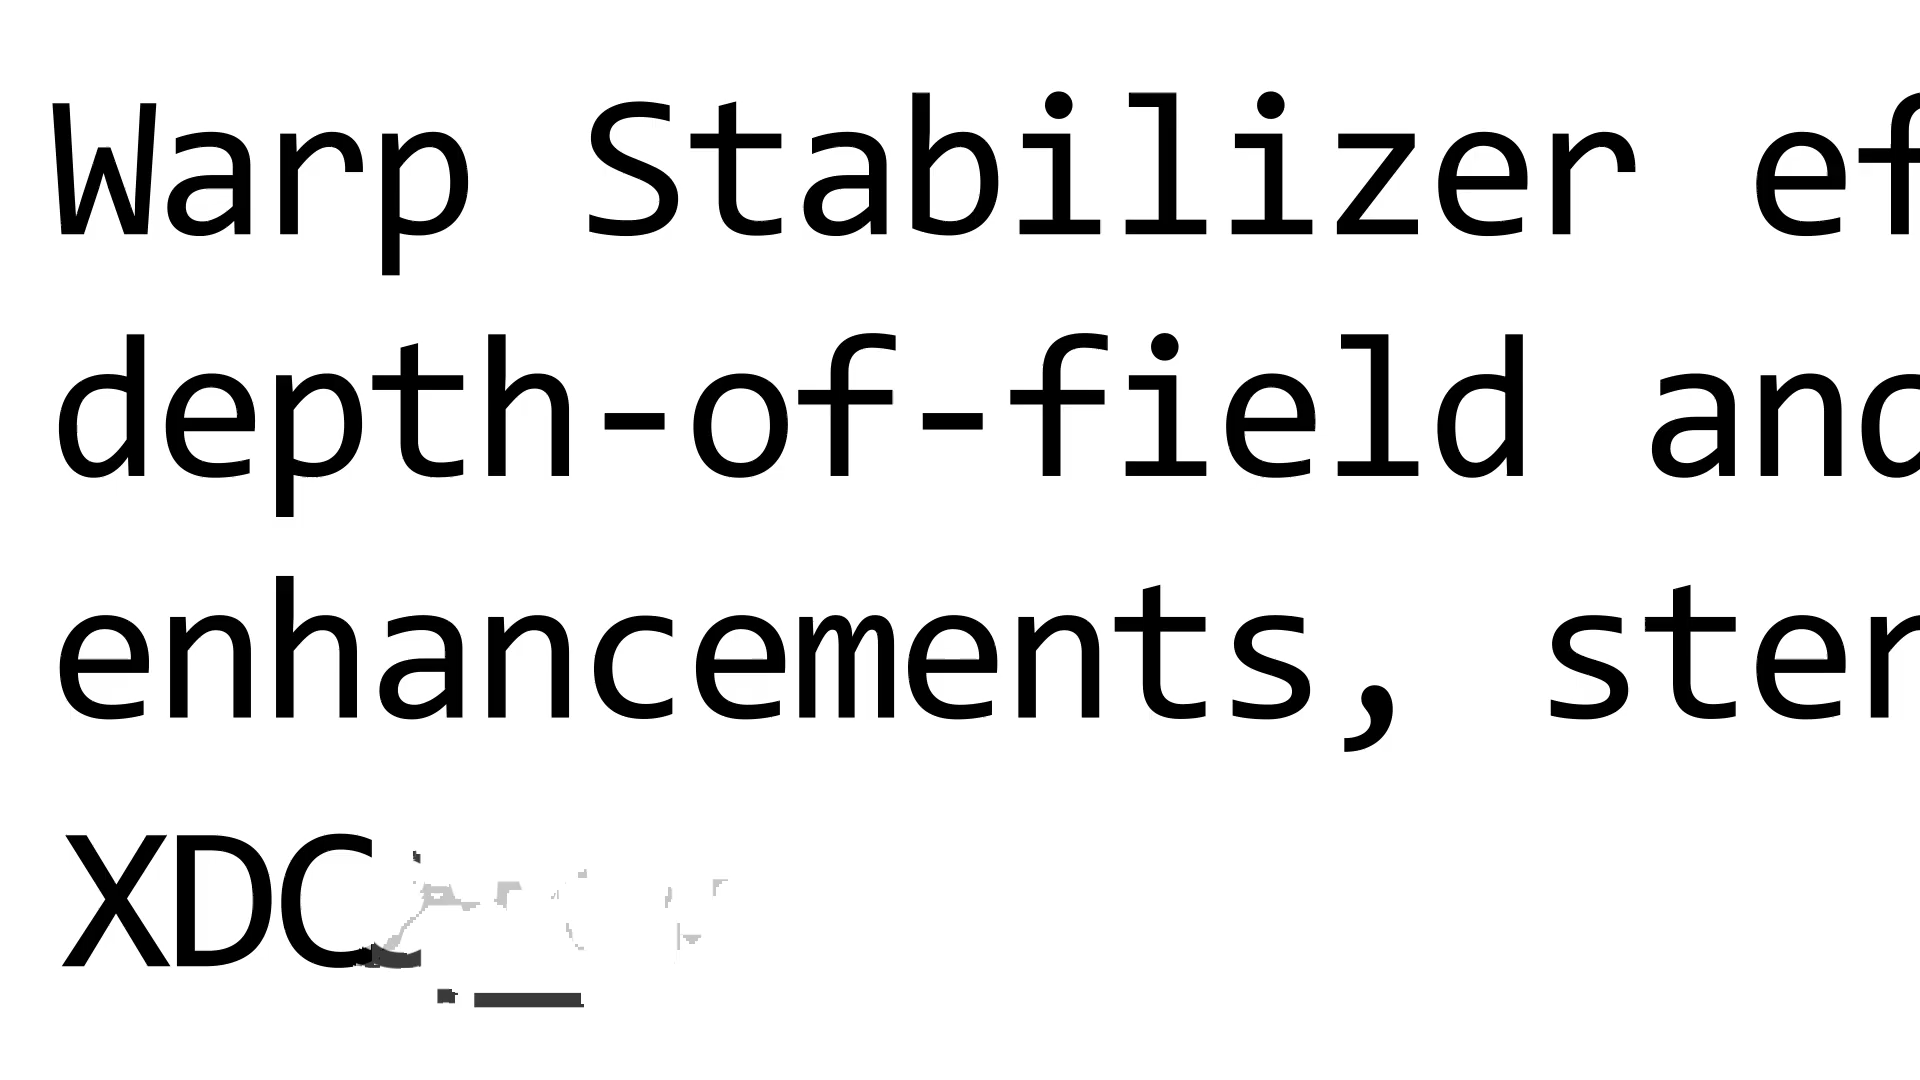 Warp Stabilizer ef
depth-of-field and
enhancements, ster
XDC